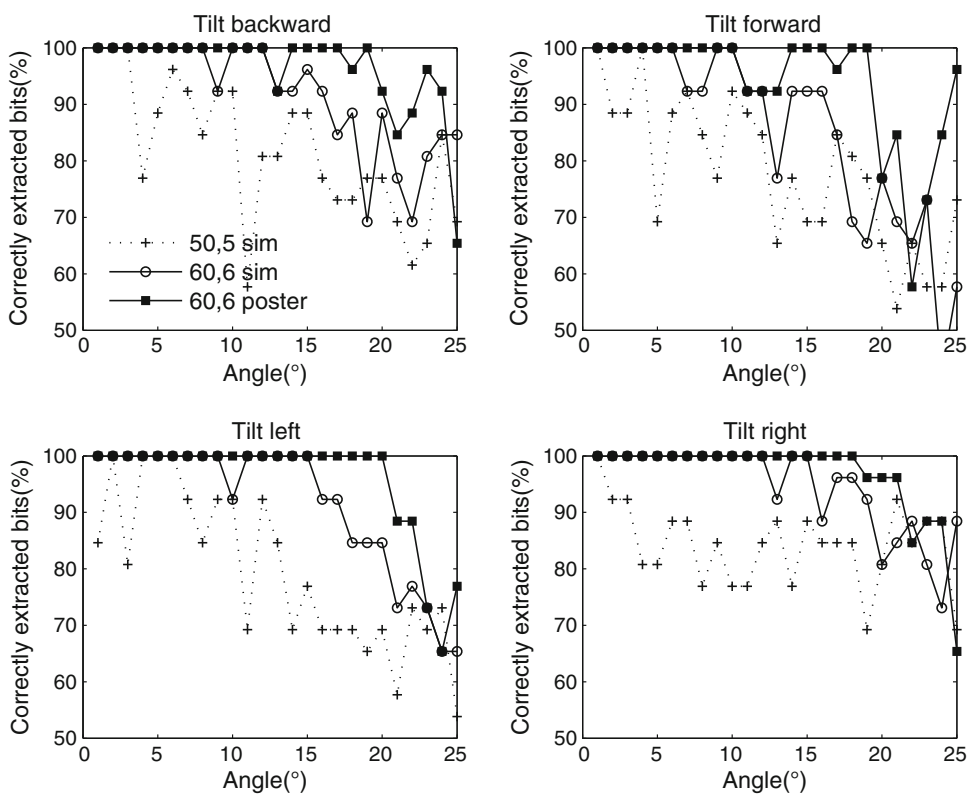 Tilt backward
100
90
80
70
60
50
Correctly extracted bits(%)
50,5 sim
60,6 sim
60,6 poster
0 5 10 15 20 25
Angle(°)
Tilt forward
100
90
80
70
60
50
Correctly extracted bits(%)
0 5 10 15 20 25
Angle(°)
Tilt left
100
90
80
70
60
50
Correctly extracted bits(%)
0 5 10 15 20 25
Angle(°)
Tilt right
100
90
80
70
60
50
Correctly extracted bits(%)
0 5 10 15 20 25
Angle(°)